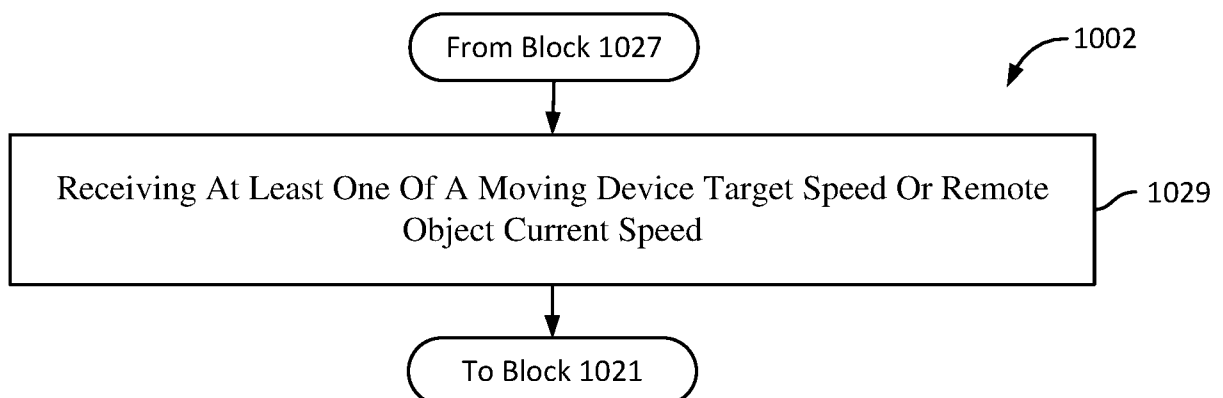 From Block 1027
1002
Receiving At Least One Of A Moving Device Target Speed Or Remote
Object Current Speed
1029
To Block 1021